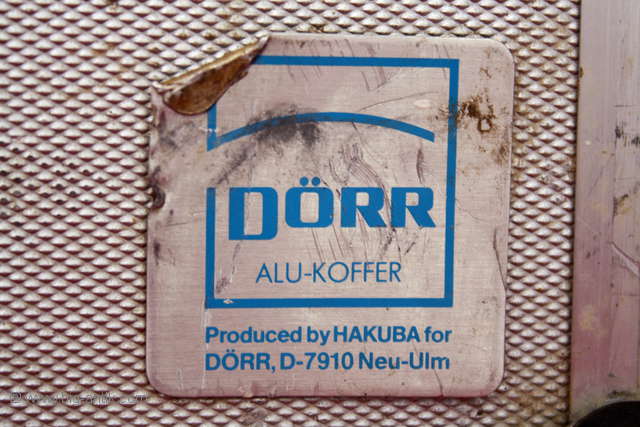 DÖRR
ALU-KOFFER
Produced by HAKUBA for
DÖRR, D-7910 Neu-Ulm